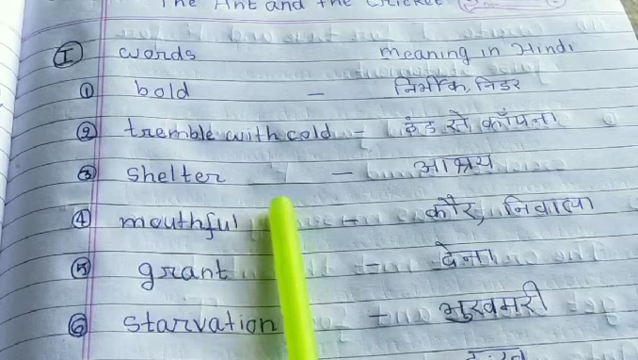 The Ant and the Cricket
I words meaning in Hindi
① bold – निर्भीक, निडर
② tremble with cold – ठंड से काँपना
③ shelter – आश्रय
④ mouthful – कौर, निवाला
⑤ grant – देना
⑥ starvation – भुखमरी